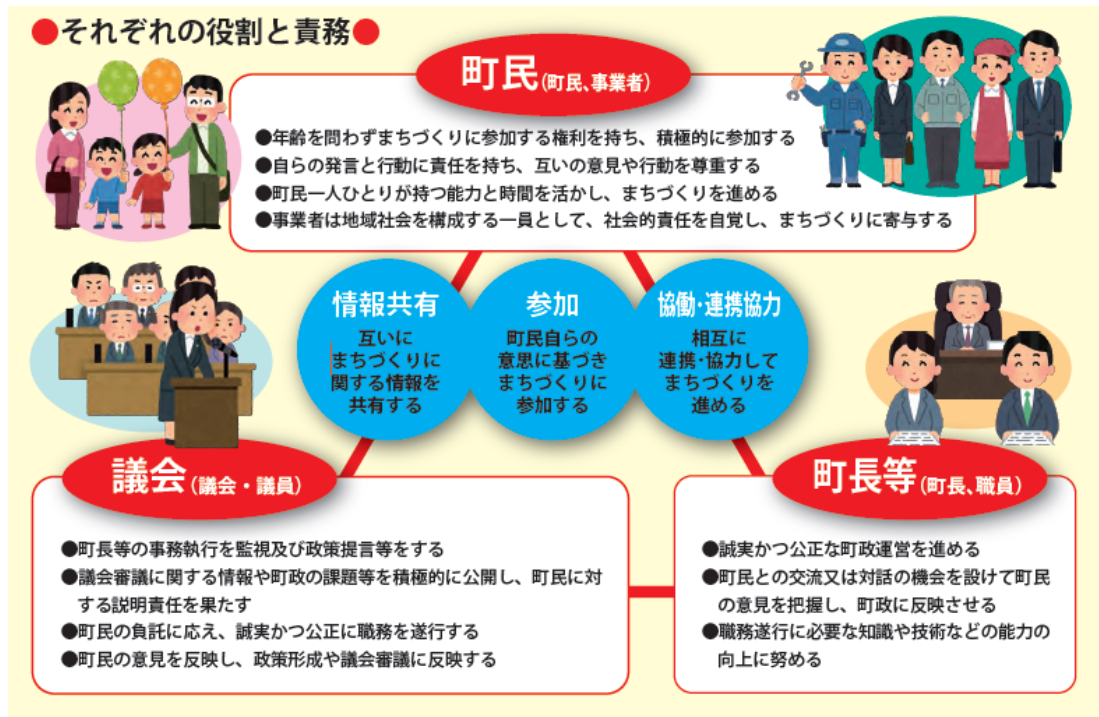 ●それぞれの役割と責務●
町民(町民、事業者)
●年齢を問わずまちづくりに参加する権利を持ち、積極的に参加する
●自らの発言と行動に責任を持ち、互いの意見や行動を尊重する
●町民一人ひとりが持つ能力と時間を活かし、まちづくりを進める
●事業者は地域社会を構成する一員として、社会的責任を自覚し、まちづくりに寄与する
情報共有
互いに
まちづくりに
関する情報を
共有する
参加
町民自らの
意思に基づき
まちづくりに
参加する
協働・連携協力
相互に
連携・協力して
まちづくりを
進める
議会(議会・議員)
●町長等の事務執行を監視及び政策提言等をする
●議会審議に関する情報や町政の課題等を積極的に公開し、町民に対
する説明責任を果たす
●町民の負託に応え、誠実かつ公正に職務を遂行する
●町民の意見を反映し、政策形成や議会審議に反映する
町長等(町長、職員)
●誠実かつ公正な町政運営を進める
●町民との交流又は対話の機会を設けて町民
の意見を把握し、町政に反映させる
●職務遂行に必要な知識や技術などの能力の
向上に努める